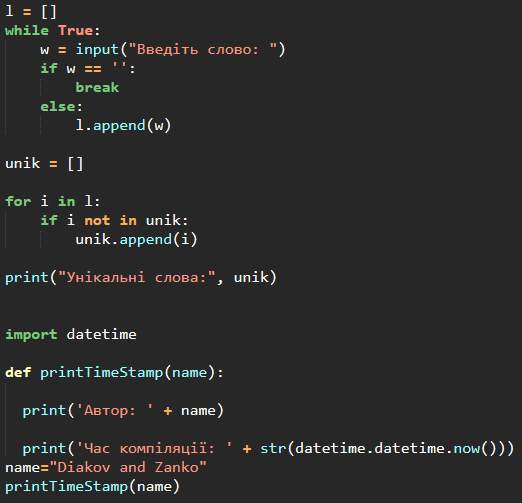 l = []
while True:
    w = input("Введіть слово: ")
    if w == '':
        break
    else:
        l.append(w)

unik = []

for i in l:
    if i not in unik:
        unik.append(i)

print("Унікальні слова:", unik)


import datetime

def printTimeStamp(name):

  print('Автор: ' + name)

  print('Час компіляції: ' + str(datetime.datetime.now()))
name="Diakov and Zanko"
printTimeStamp(name)